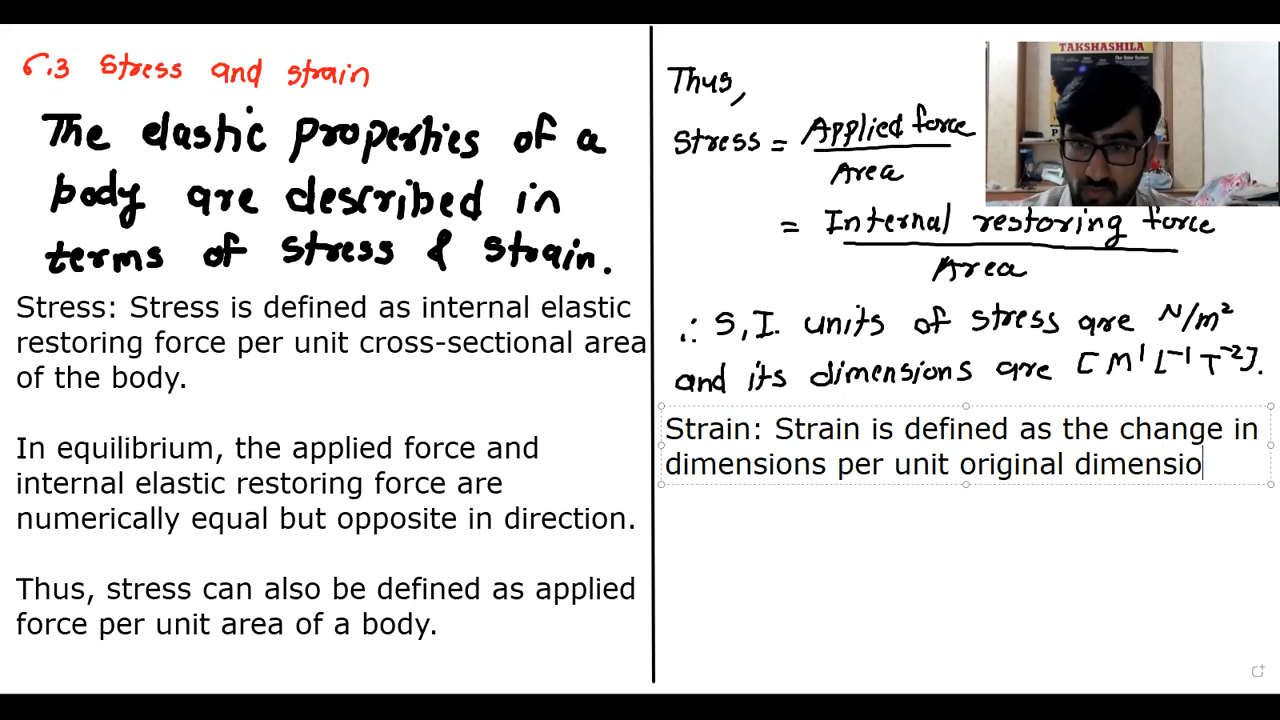 6.3 Stress and strain
The elastic properties of a
body are described in
terms of stress & strain.
Stress: Stress is defined as internal elastic
restoring force per unit cross-sectional area
of the body.
In equilibrium, the applied force and
internal elastic restoring force are
numerically equal but opposite in direction.
Thus, stress can also be defined as applied
force per unit area of a body.
Thus,
Stress = Applied force
Area
= Internal restoring force
Area
∴ S.I. units of stress are N/m²
and its dimensions are [M¹ L⁻¹ T⁻²].
Strain: Strain is defined as the change in
dimensions per unit original dimensio
TAKSHASHILA